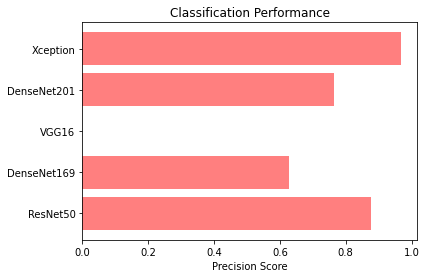 Classification Performance
Xception
DenseNet201
VGG16
DenseNet169
ResNet50
0.0 0.2 0.4 0.6 0.8 1.0
Precision Score